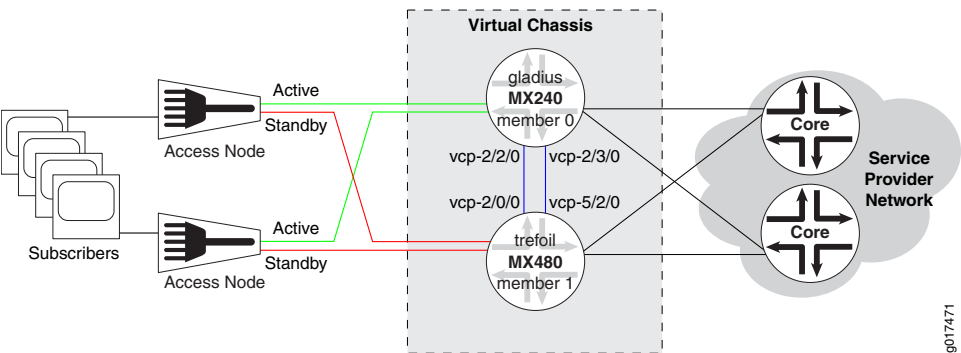 Virtual Chassis
gladius
MX240
member 0
Active
Standby
Access Node
vcp-2/2/0
vcp-2/3/0
vcp-2/0/0
vcp-5/2/0
Core
Service
Provider
Network
Core
Subscribers
Active
Standby
Access Node
trefoil
MX480
member 1
g017471